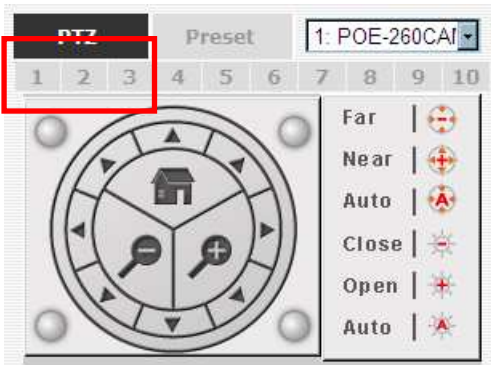 PTZ Preset 1: POE-260CAM
1 2 3 4 5 6 7 8 9 10
Far
Near
Auto
Close
Open
Auto